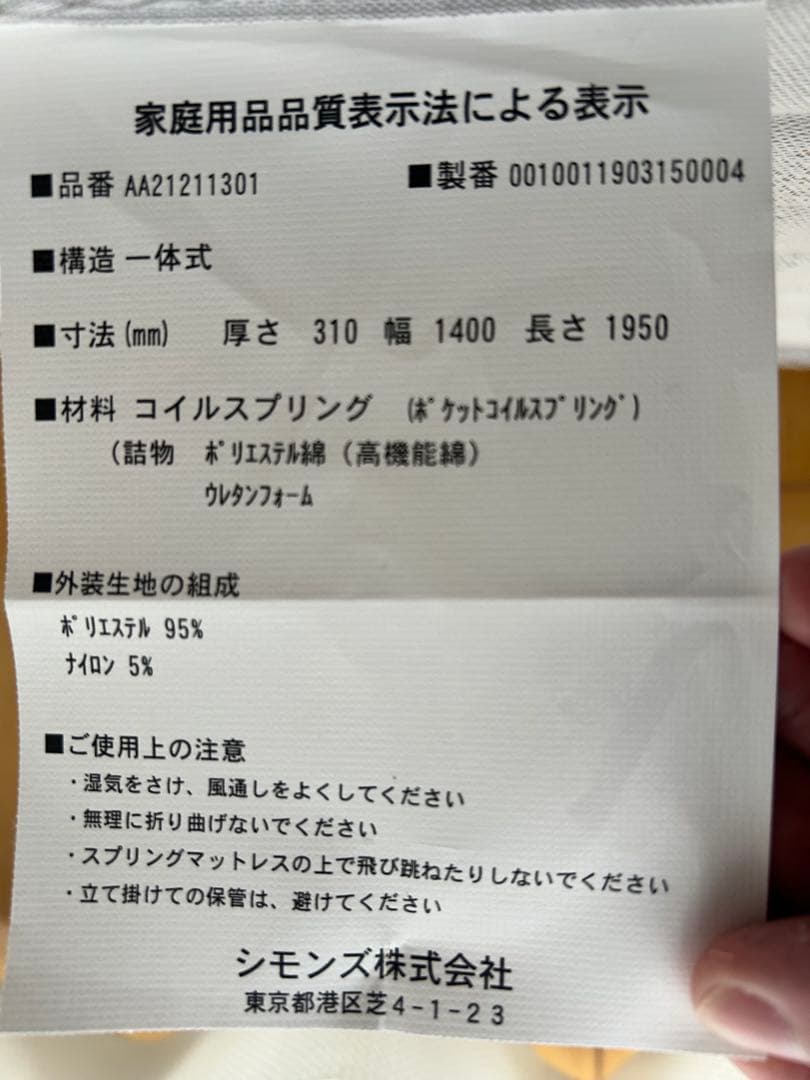 家庭用品品質表示法による表示
■品番 AA21211301 ■製番 0010011903150004
■構造 一体式
■寸法(mm) 厚さ 310 幅 1400 長さ 1950
■材料 コイルスプリング (ﾎﾟｹｯﾄｺｲﾙｽﾌﾟﾘﾝｸﾞ)
(詰物 ﾎﾟﾘｴｽﾃﾙ綿(高機能綿)
ｳﾚﾀﾝﾌｫｰﾑ
■外装生地の組成
ﾎﾟﾘｴｽﾃﾙ 95%
ﾅｲﾛﾝ 5%
■ご使用上の注意
・湿気をさけ、風通しをよくしてください
・無理に折り曲げないでください
・スプリングマットレスの上で飛び跳ねたりしないでください
・立て掛けての保管は、避けてください
シモンズ株式会社
東京都港区芝4-1-23